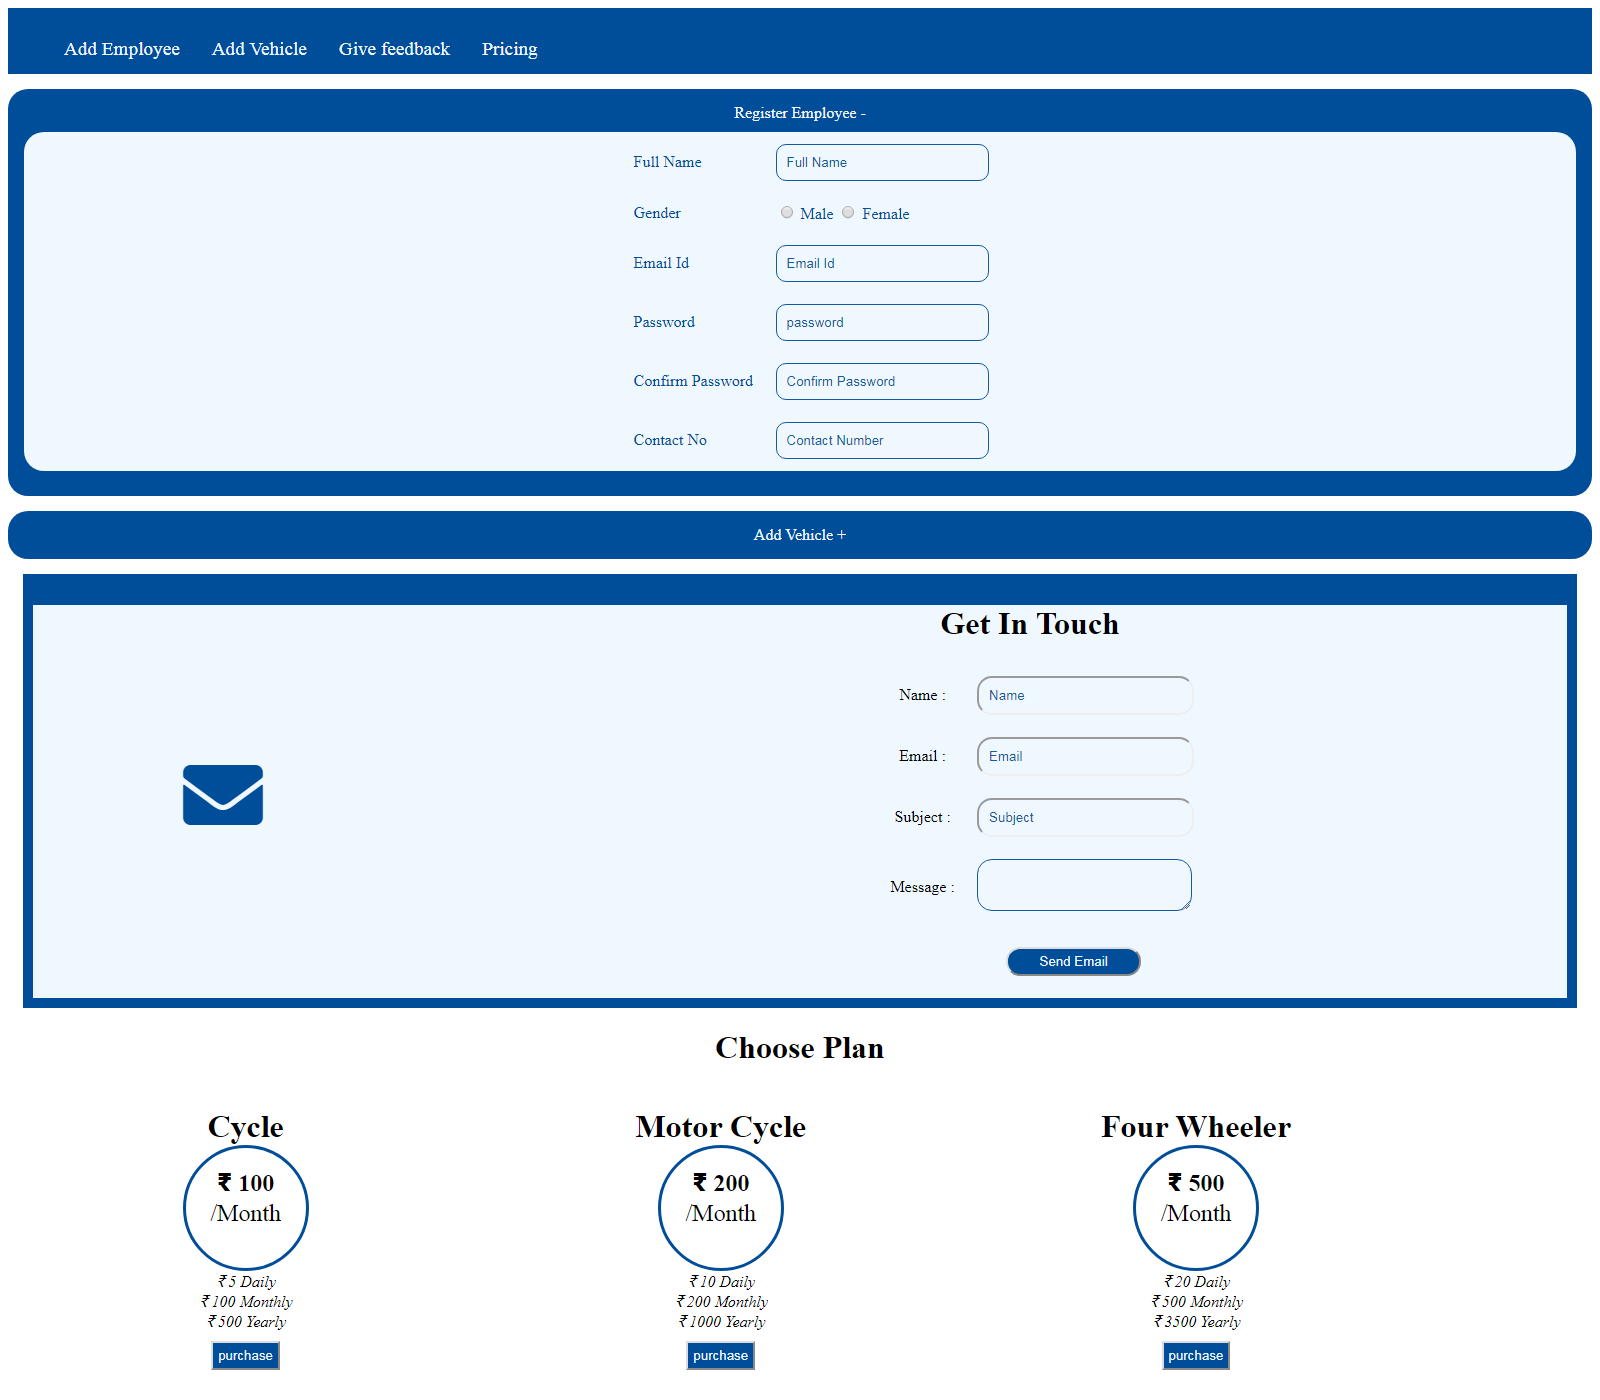 Add Employee Add Vehicle Give feedback Pricing
Register Employee -
Full Name Full Name
Gender Male Female
Email Id Email Id
Password password
Confirm Password Confirm Password
Contact No Contact Number
Add Vehicle +
Get In Touch
Name : Name
Email : Email
Subject : Subject
Message :
Send Email
Choose Plan
Cycle Motor Cycle Four Wheeler
₹ 100 ₹ 200 ₹ 500
/Month /Month /Month
₹ 5 Daily ₹ 10 Daily ₹ 20 Daily
₹ 100 Monthly ₹ 200 Monthly ₹ 500 Monthly
₹ 500 Yearly ₹ 1000 Yearly ₹ 3500 Yearly
purchase purchase purchase